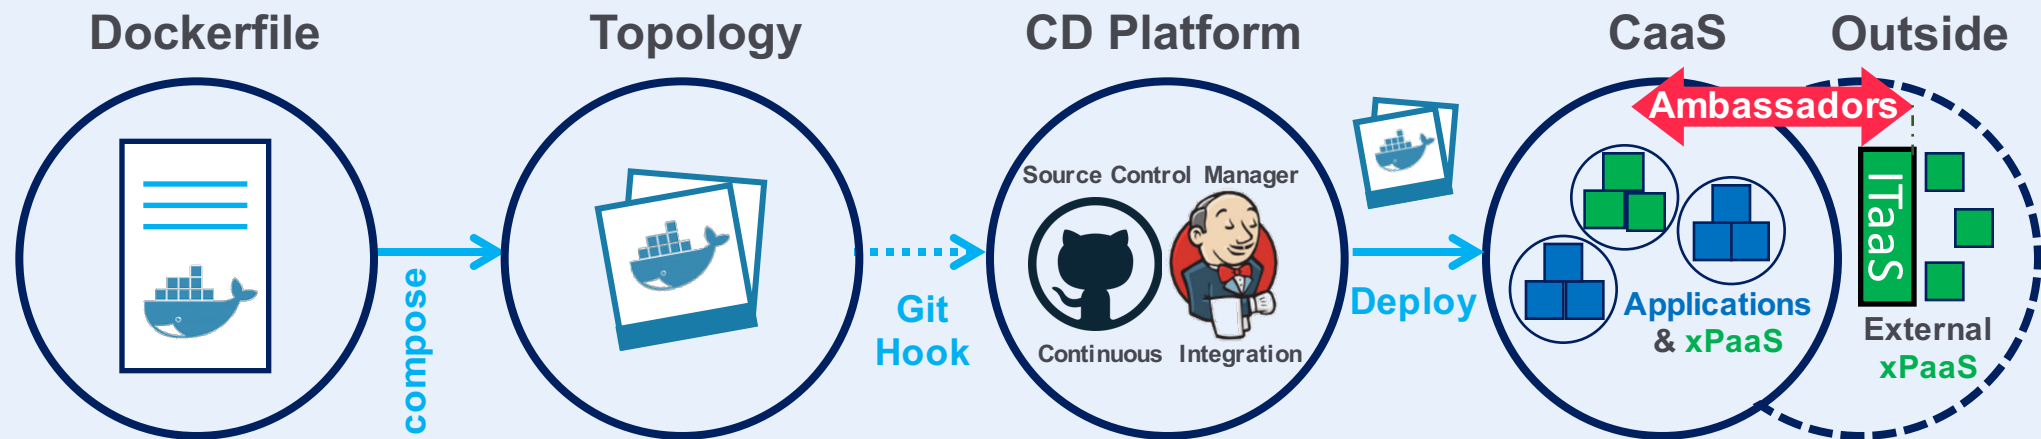 Dockerfile
Topology
CD Platform
CaaS
Outside
compose
Git
Hook
Source Control Manager
Continuous Integration
Deploy
Ambassadors
Applications
& xPaaS
ITaaS
External
xPaaS